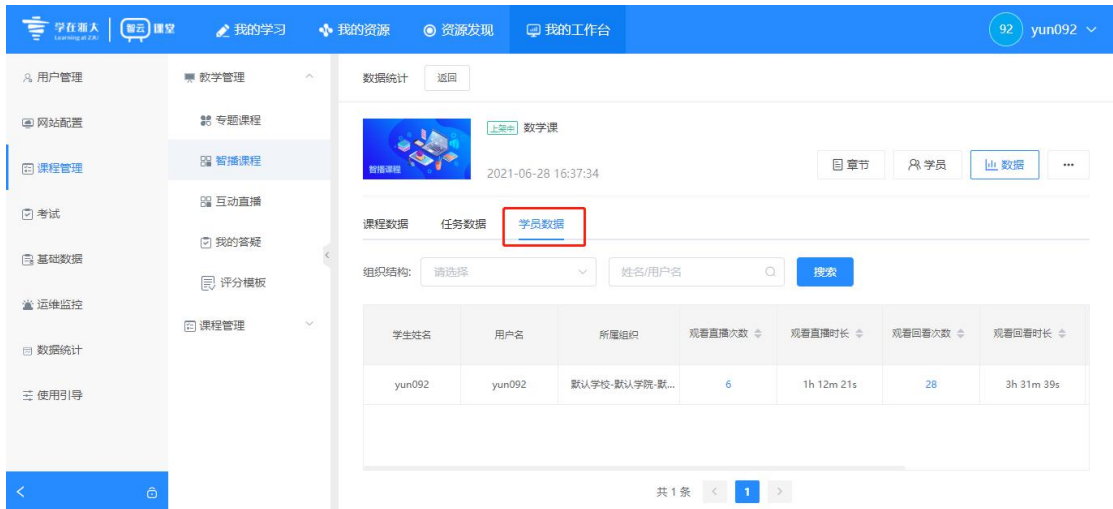 学在浙大 智云 课堂 我的学习 我的资源 资源发现 我的工作台 92 yun092
Learning at ZJU
用户管理
网站配置
课程管理
考试
基础数据
运维监控
数据统计
使用引导
教学管理
专题课程
智播课程
互动直播
我的答疑
评分模板
课程管理
数据统计 返回
智播课程
上架中 数学课
2021-06-28 16:37:34
章节 学员 数据 ...
课程数据 任务数据 学员数据
组织结构: 请选择 姓名/用户名 搜索
学生姓名 用户名 所属组织 观看直播次数 观看直播时长 观看回看次数 观看回看时长
yun092 yun092 默认学校-默认学院-默... 6 1h 12m 21s 28 3h 31m 39s
共 1 条 < 1 >